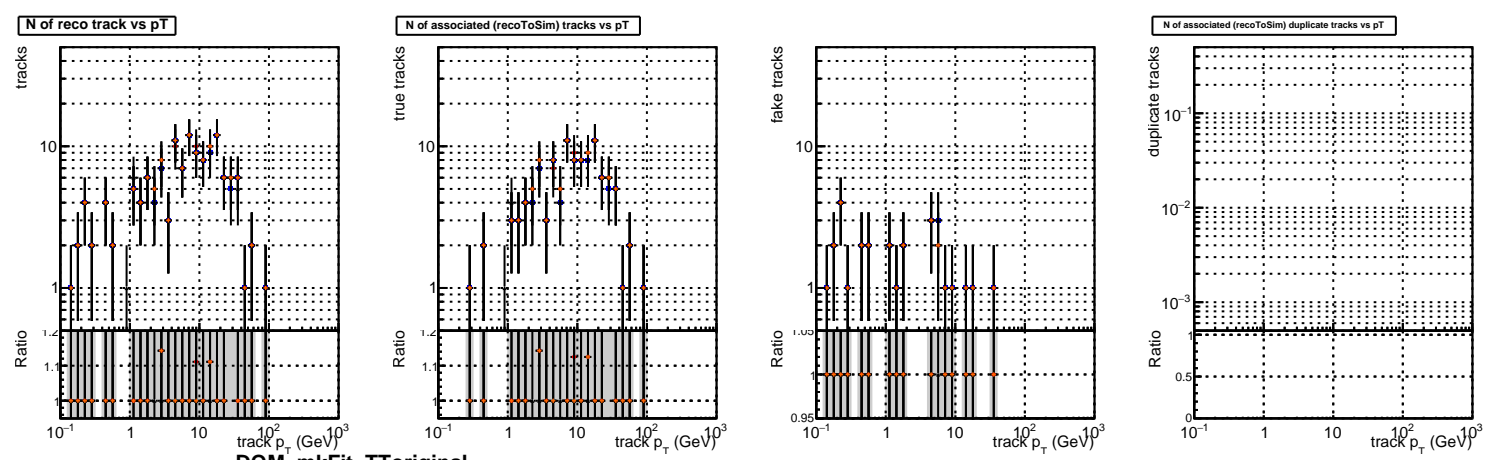 N of reco track vs pT
tracks
10
1
Ratio
1.2
1.1
1
10⁻¹ 1 10 10² 10³
track p_T (GeV)
N of associated (recoToSim) tracks vs pT
true tracks
10
1
Ratio
1.2
1.1
1
10⁻¹ 1 10 10² 10³
track p_T (GeV)
fake tracks
10
1
Ratio
1.05
1
0.95
10⁻¹ 1 10 10² 10³
track p_T (GeV)
N of associated (recoToSim) duplicate tracks vs pT
duplicate tracks
10⁻¹
10⁻²
10⁻³
Ratio
1
0.5
0
10⁻¹ 1 10 10² 10³
track p_T (GeV)